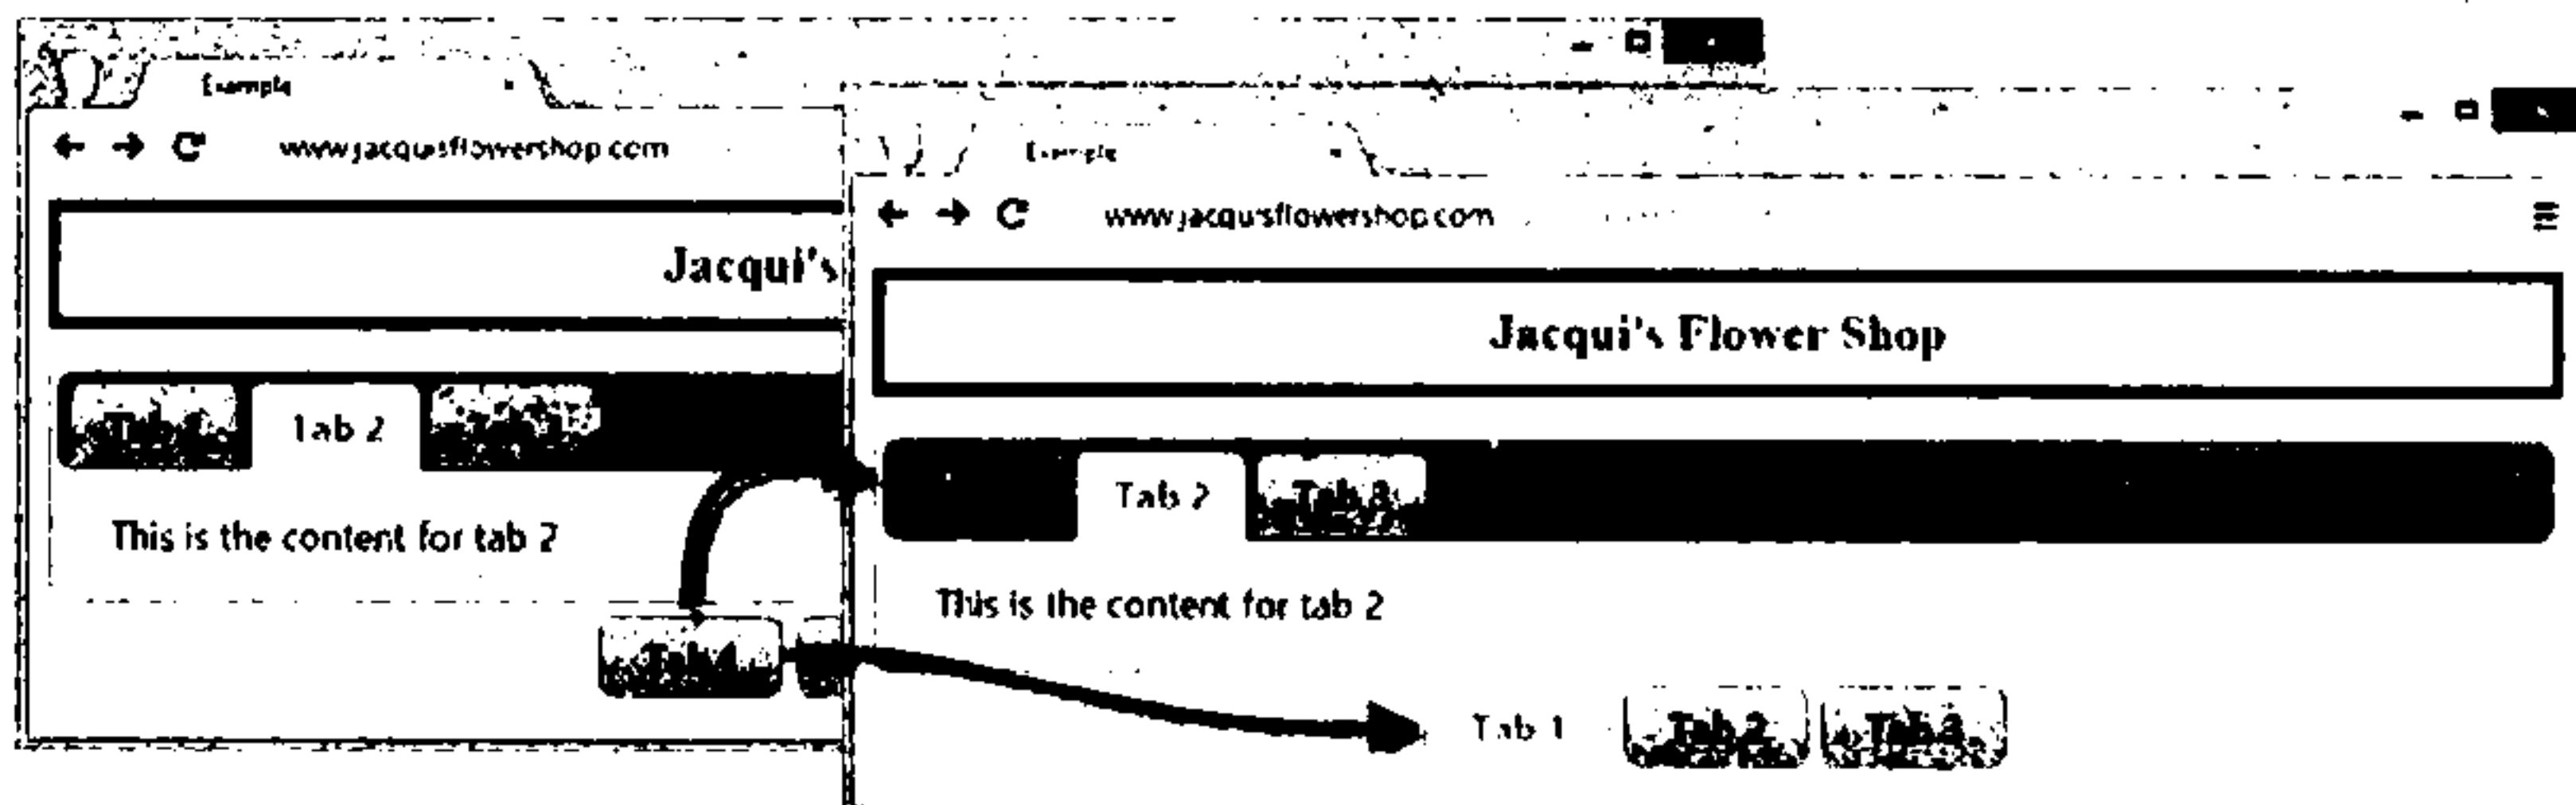 Example
www.jacquisflowershop.com
Jacqui's
Tab 2
This is the content for tab 2
Tab 1
Example
www.jacquisflowershop.com
Jacqui's Flower Shop
Tab 2 Tab 3
This is the content for tab 2
Tab 1 Tab 2 Tab 3